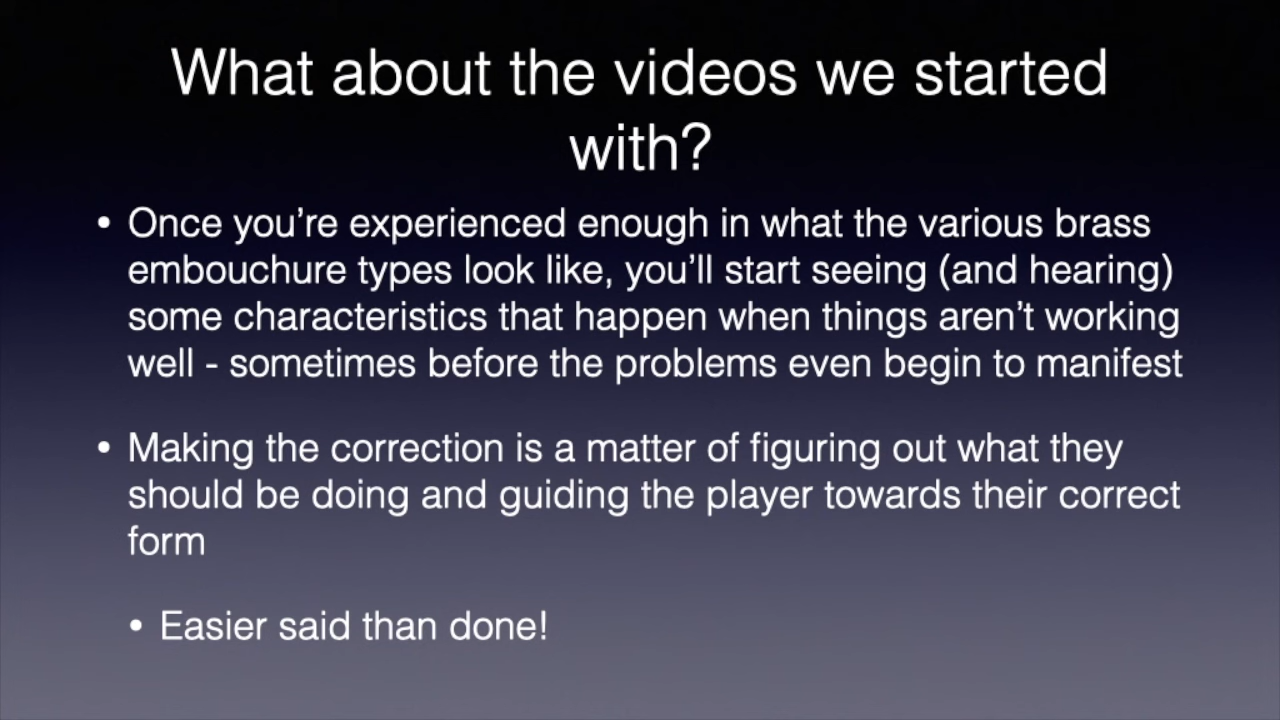 What about the videos we started
with?
• Once you’re experienced enough in what the various brass
embouchure types look like, you’ll start seeing (and hearing)
some characteristics that happen when things aren’t working
well - sometimes before the problems even begin to manifest
• Making the correction is a matter of figuring out what they
should be doing and guiding the player towards their correct
form
• Easier said than done!